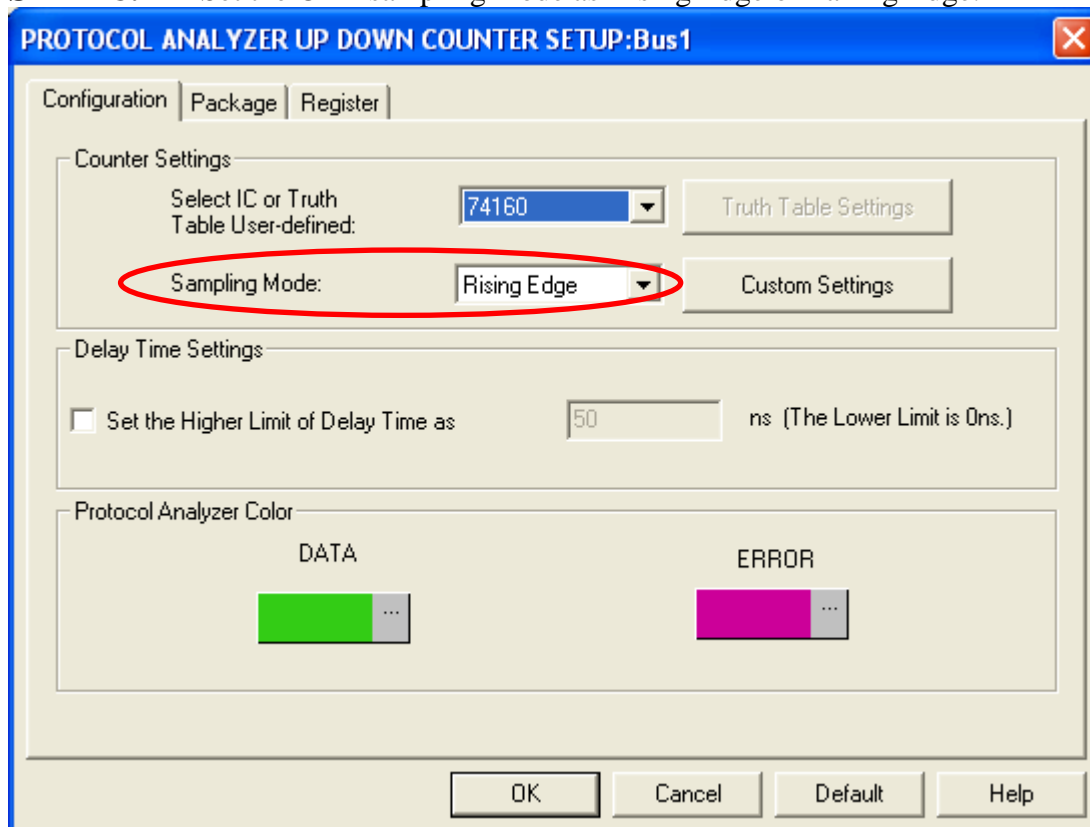 PROTOCOL ANALYZER UP DOWN COUNTER SETUP:Bus1
Configuration Package Register
Counter Settings
Select IC or Truth
Table User-defined:
74160
Truth Table Settings
Sampling Mode:
Rising Edge
Custom Settings
Delay Time Settings
Set the Higher Limit of Delay Time as
50
ns (The Lower Limit is 0ns.)
Protocol Analyzer Color
DATA
ERROR
...
...
OK Cancel Default Help